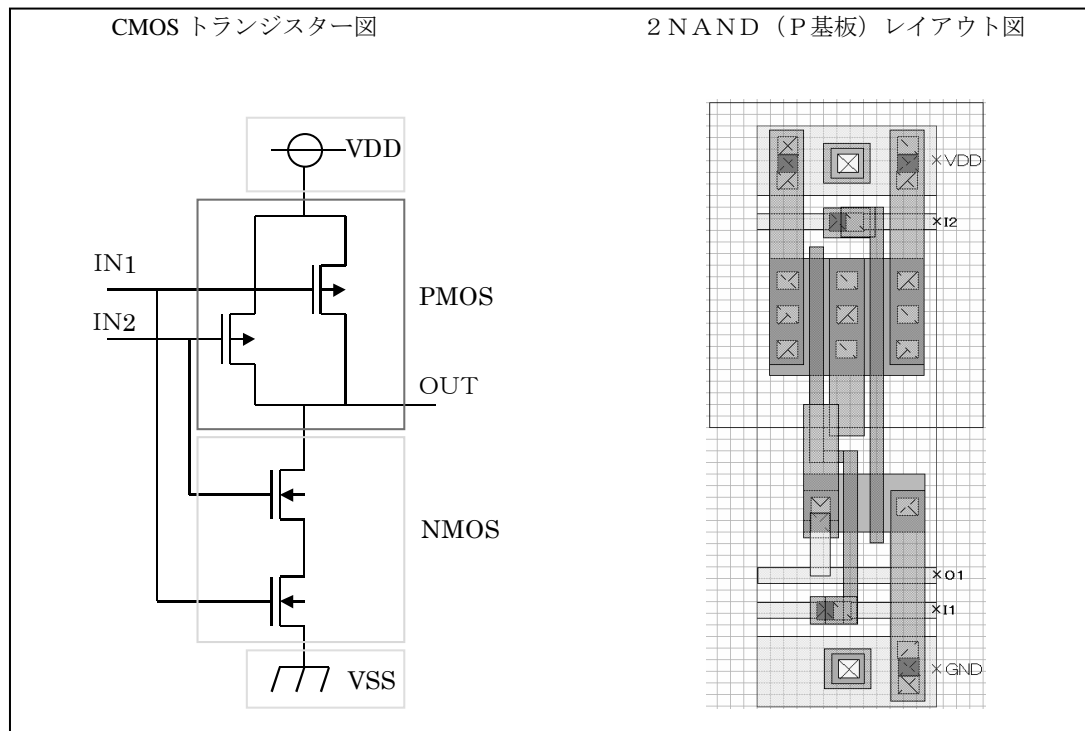 CMOS トランジスター図
２ＮＡＮＤ（Ｐ基板）レイアウト図
VDD
IN1
IN2
PMOS
OUT
NMOS
VSS
×VDD
×I2
×O1
×I1
×GND